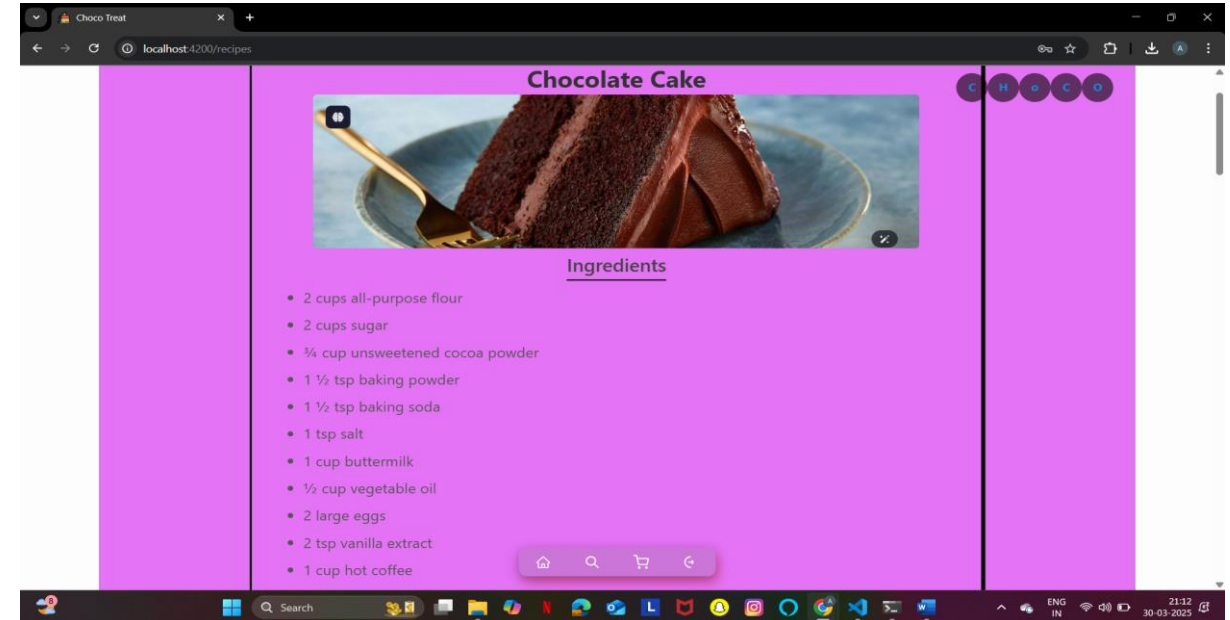 Choco Treat
localhost:4200/recipes
A
Chocolate Cake
C H o C O
Ingredients
• 2 cups all-purpose flour
• 2 cups sugar
• ¾ cup unsweetened cocoa powder
• 1 ½ tsp baking powder
• 1 ½ tsp baking soda
• 1 tsp salt
• 1 cup buttermilk
• ½ cup vegetable oil
• 2 large eggs
• 2 tsp vanilla extract
• 1 cup hot coffee
8
Search
N
L
W
ENG
IN
21:12
30-03-2025